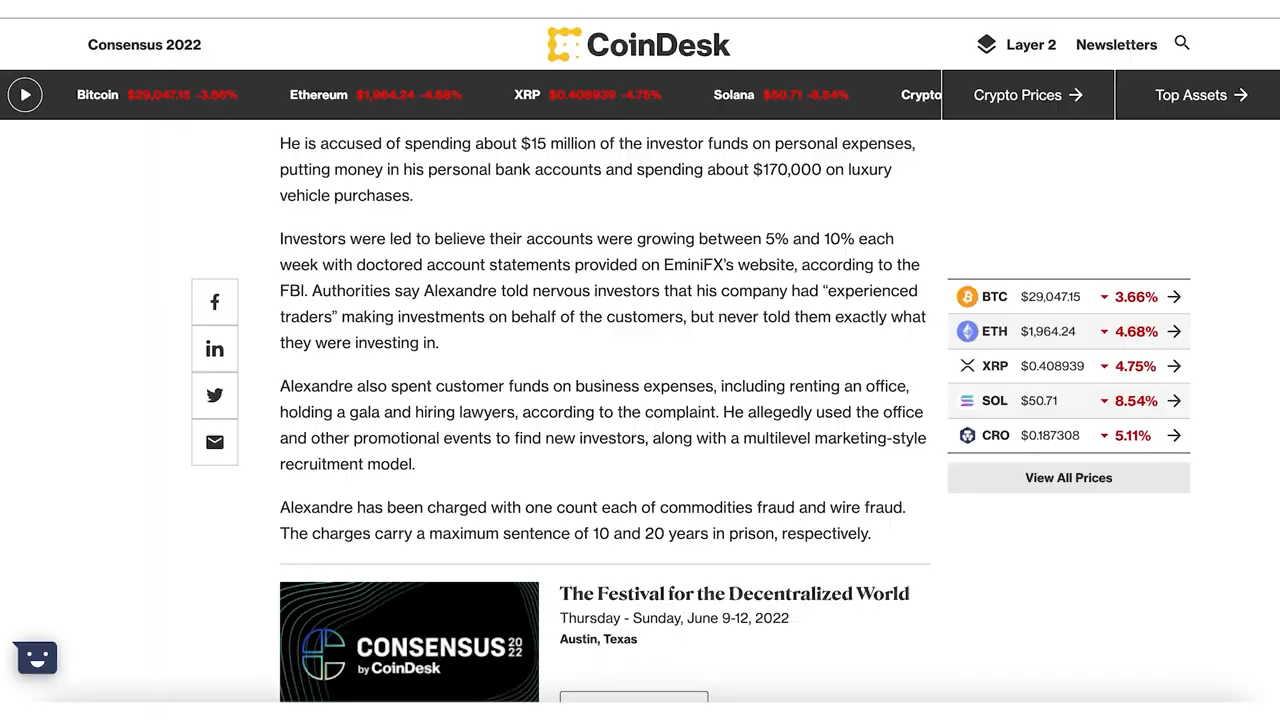 Consensus 2022
CoinDesk
Layer 2
Newsletters
Bitcoin $29,047.15 -3.66%
Ethereum $1,964.24 -4.68%
XRP $0.408939 -4.75%
Solana $50.71 -8.54%
Crypto
Crypto Prices
Top Assets
He is accused of spending about $15 million of the investor funds on personal expenses,
putting money in his personal bank accounts and spending about $170,000 on luxury
vehicle purchases.
Investors were led to believe their accounts were growing between 5% and 10% each
week with doctored account statements provided on EminiFX’s website, according to the
FBI. Authorities say Alexandre told nervous investors that his company had “experienced
traders” making investments on behalf of the customers, but never told them exactly what
they were investing in.
Alexandre also spent customer funds on business expenses, including renting an office,
holding a gala and hiring lawyers, according to the complaint. He allegedly used the office
and other promotional events to find new investors, along with a multilevel marketing-style
recruitment model.
Alexandre has been charged with one count each of commodities fraud and wire fraud.
The charges carry a maximum sentence of 10 and 20 years in prison, respectively.
BTC $29,047.15 3.66%
ETH $1,964.24 4.68%
XRP $0.408939 4.75%
SOL $50.71 8.54%
CRO $0.187308 5.11%
View All Prices
CONSENSUS 2022
by CoinDesk
The Festival for the Decentralized World
Thursday - Sunday, June 9-12, 2022
Austin, Texas